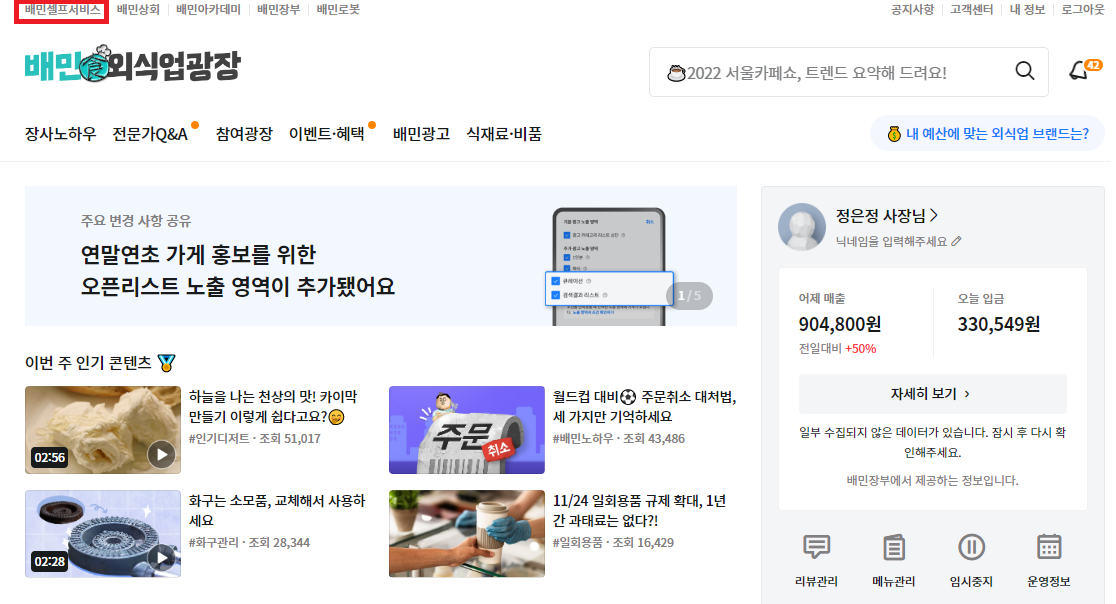 배민셀프서비스 배민상회 배민아카데미 배민장부 배민로봇 공지사항 고객센터 내 정보 로그아웃
배민 외식업광장
2022 서울카페쇼, 트렌드 요약해 드려요!
42
장사노하우 전문가Q&A 참여광장 이벤트·혜택 배민광고 식재료·비품
내 예산에 맞는 외식업 브랜드는?
주요 변경 사항 공유
연말연초 가게 홍보를 위한
오픈리스트 노출 영역이 추가됐어요
큐레이션
검색결과 리스트
1 / 5
정은정 사장님
닉네임을 입력해주세요
어제 매출 오늘 입금
904,800원 330,549원
전일대비 +50%
자세히 보기 ›
일부 수집되지 않은 데이터가 있습니다. 잠시 후 다시 확
인해주세요.
배민장부에서 제공하는 정보입니다.
리뷰관리 메뉴관리 임시중지 운영정보
이번 주 인기 콘텐츠
02:56
하늘을 나는 천상의 맛! 카이막
만들기 이렇게 쉽다고요?😊
#인기디저트 · 조회 51,017
주문
취소
월드컵 대비⚽ 주문취소 대처법,
세 가지만 기억하세요
#배민노하우 · 조회 43,486
02:28
화구는 소모품, 교체해서 사용하
세요
#화구관리 · 조회 28,344
11/24 일회용품 규제 확대, 1년
간 과태료는 없다?!
#일회용품 · 조회 16,429